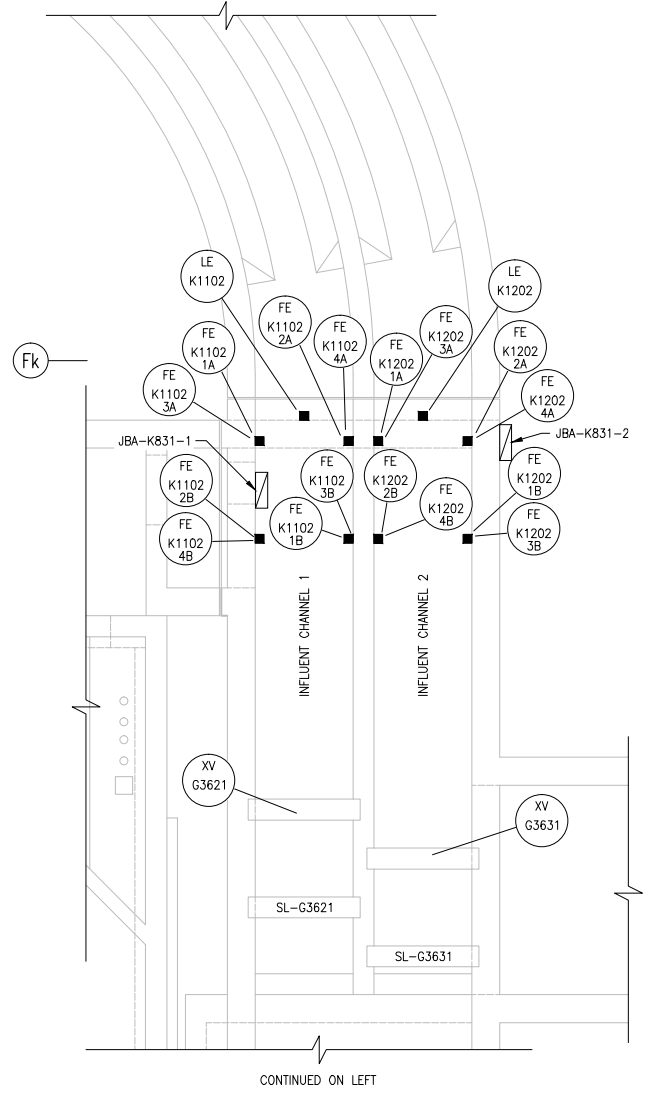 LE
K1102
LE
K1202
FE
K1102
2A
FE
K1102
4A
FE
K1202
3A
FE
K1102
1A
FE
K1202
1A
FE
K1202
2A
Fk
FE
K1102
3A
FE
K1202
4A
JBA-K831-1
JBA-K831-2
FE
K1102
2B
FE
K1102
3B
FE
K1202
2B
FE
K1202
1B
FE
K1102
4B
FE
K1102
1B
FE
K1202
4B
FE
K1202
3B
INFLUENT CHANNEL 1
INFLUENT CHANNEL 2
XV
G3621
XV
G3631
SL-G3621
SL-G3631
CONTINUED ON LEFT